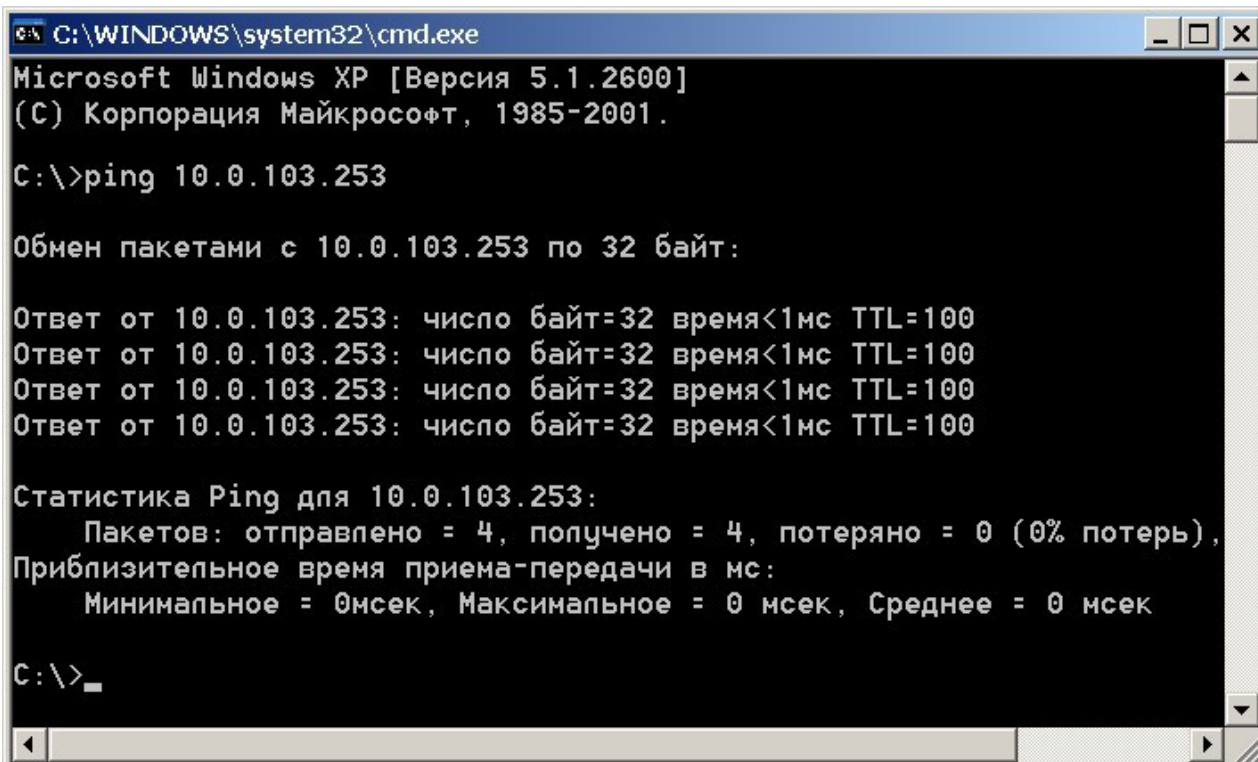 C:\WINDOWS\system32\cmd.exe
Microsoft Windows XP [Версия 5.1.2600]
(C) Корпорация Майкрософт, 1985-2001.
C:\>ping 10.0.103.253
Обмен пакетами с 10.0.103.253 по 32 байт:
Ответ от 10.0.103.253: число байт=32 время<1мс TTL=100
Ответ от 10.0.103.253: число байт=32 время<1мс TTL=100
Ответ от 10.0.103.253: число байт=32 время<1мс TTL=100
Ответ от 10.0.103.253: число байт=32 время<1мс TTL=100
Статистика Ping для 10.0.103.253:
    Пакетов: отправлено = 4, получено = 4, потеряно = 0 (0% потерь),
Приблизительное время приема-передачи в мс:
    Минимальное = 0мсек, Максимальное = 0 мсек, Среднее = 0 мсек
C:\>_